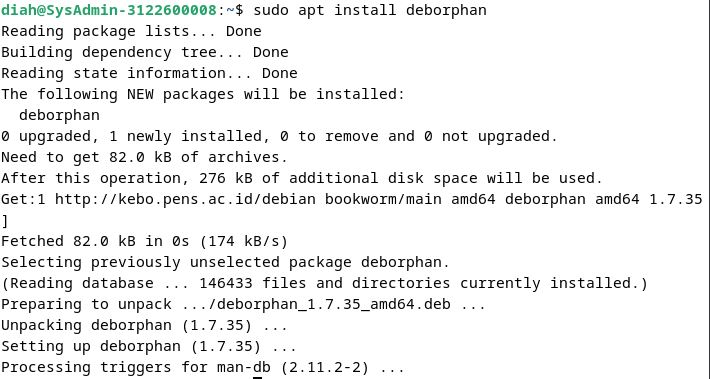 diah@SysAdmin-3122600008:~$ sudo apt install deborphan
Reading package lists... Done
Building dependency tree... Done
Reading state information... Done
The following NEW packages will be installed:
  deborphan
0 upgraded, 1 newly installed, 0 to remove and 0 not upgraded.
Need to get 82.0 kB of archives.
After this operation, 276 kB of additional disk space will be used.
Get:1 http://kebo.pens.ac.id/debian bookworm/main amd64 deborphan amd64 1.7.35
]
Fetched 82.0 kB in 0s (174 kB/s)
Selecting previously unselected package deborphan.
(Reading database ... 146433 files and directories currently installed.)
Preparing to unpack .../deborphan_1.7.35_amd64.deb ...
Unpacking deborphan (1.7.35) ...
Setting up deborphan (1.7.35) ...
Processing triggers for man-db (2.11.2-2) ...